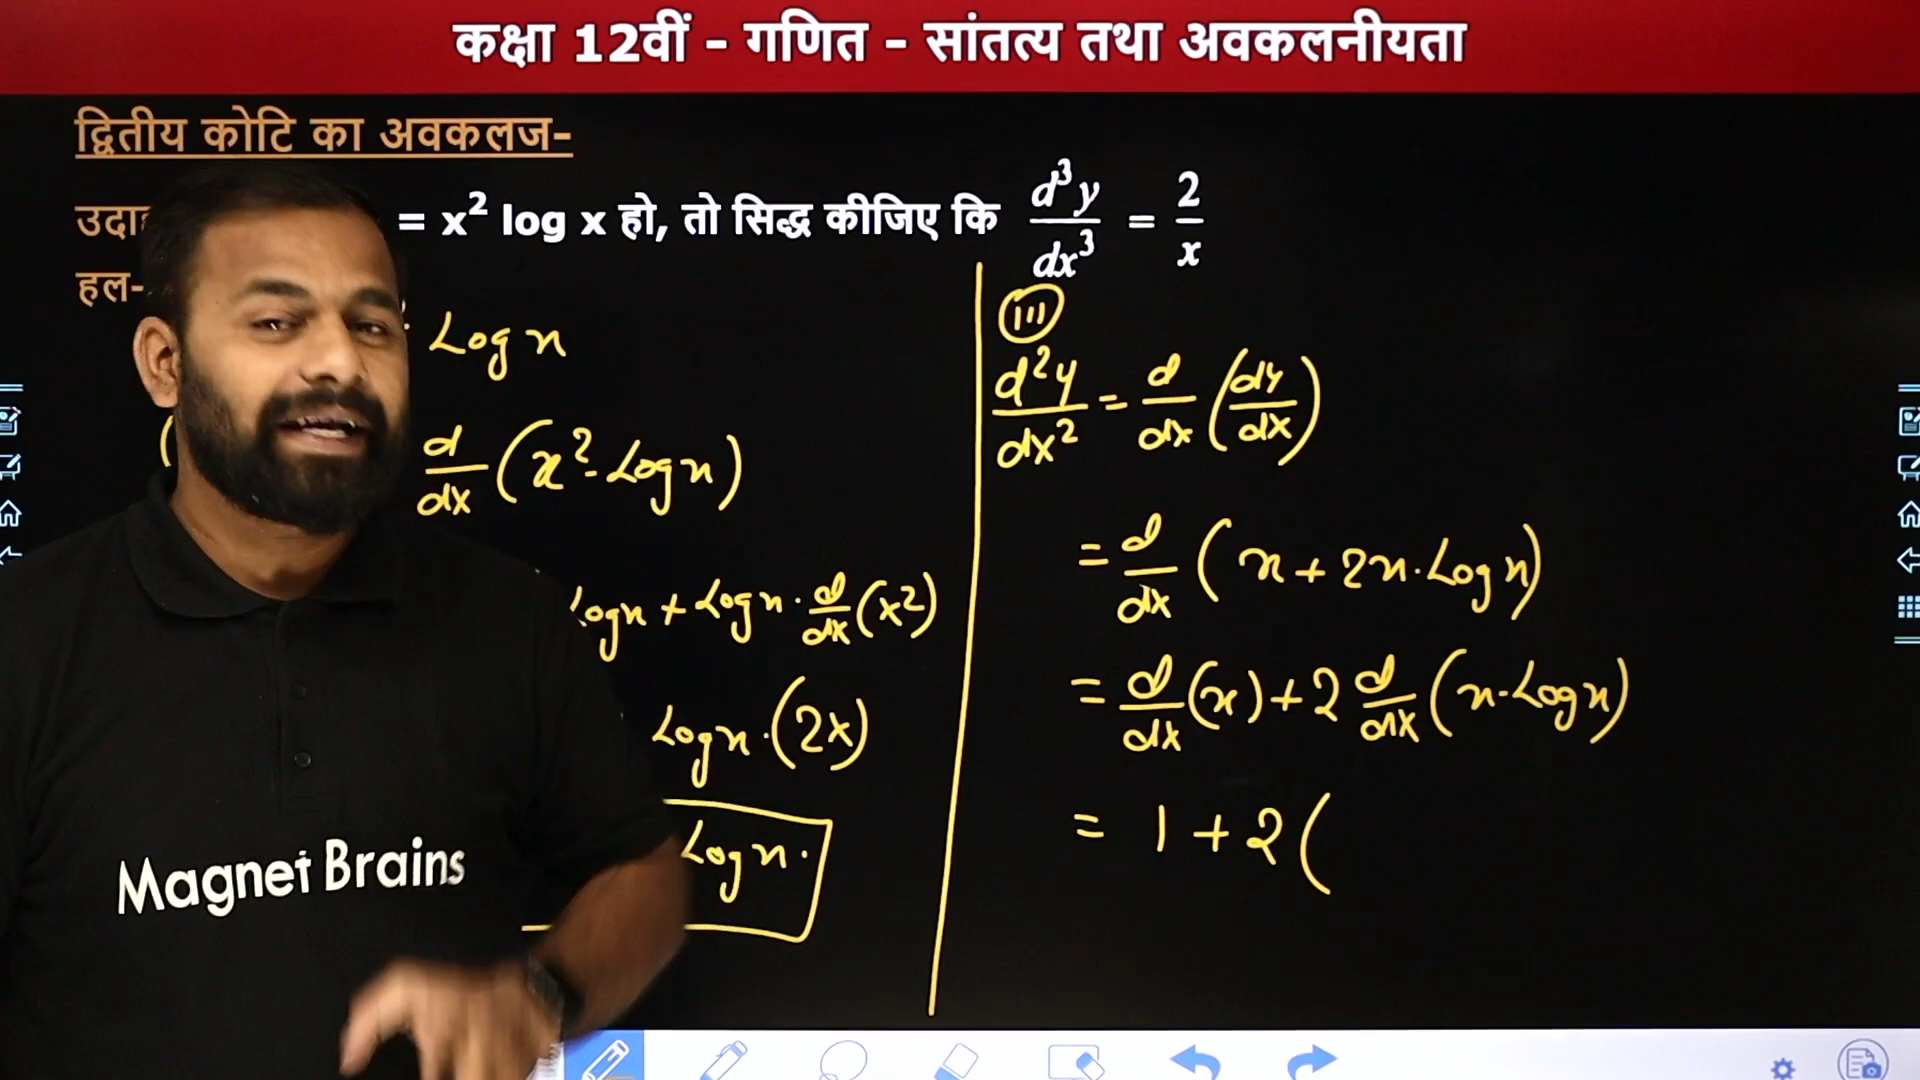 कक्षा 12वीं - गणित - सांतत्य तथा अवकलनीयता
द्वितीय कोटि का अवकलज-
= x² log x हो, तो सिद्ध कीजिए कि d³y/dx³ = 2/x
हल-
Log x
d/dx (x² · Log x)
Log x + Log x · d/dx (x²)
Log x · (2x)
Log x ·
(III)
d²y/dx² = d/dx (dy/dx)
= d/dx (x + 2x · Log x)
= d/dx (x) + 2 d/dx (x · Log x)
= 1 + 2 (
Magnet Brains